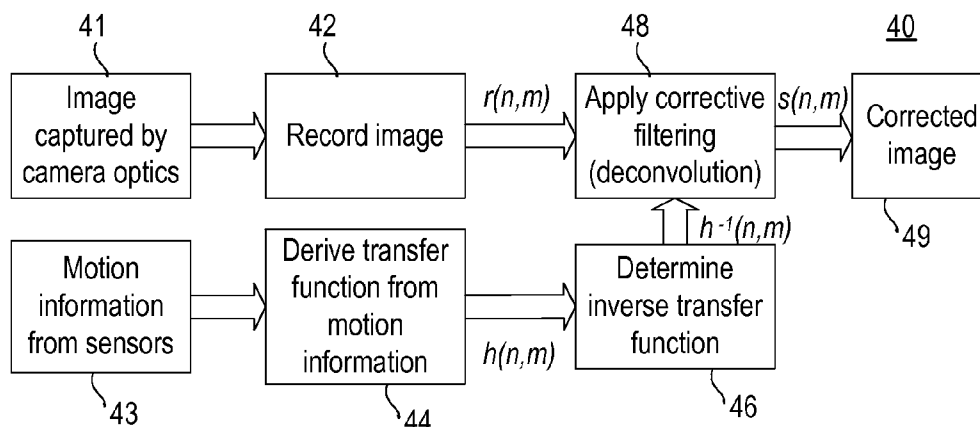 41
42
48
40
Image
captured by
camera optics
Record image
r(n,m)
Apply corrective
filtering
(deconvolution)
s(n,m)
Corrected
image
49
h⁻¹(n,m)
Motion
information
from sensors
Derive transfer
function from
motion
information
h(n,m)
Determine
inverse transfer
function
43
44
46